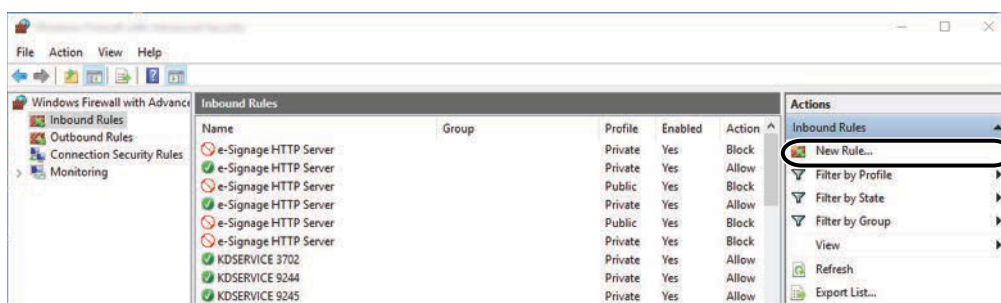 File Action View Help
Windows Firewall with Advance
Inbound Rules
Outbound Rules
Connection Security Rules
Monitoring
Inbound Rules
Name Group Profile Enabled Action
e-Signage HTTP Server Private Yes Block
e-Signage HTTP Server Private Yes Allow
e-Signage HTTP Server Public Yes Block
e-Signage HTTP Server Private Yes Allow
e-Signage HTTP Server Public Yes Block
e-Signage HTTP Server Private Yes Block
KDSERVICE 3702 Private Yes Allow
KDSERVICE 9244 Private Yes Allow
KDSERVICE 9245 Private Yes Allow
Actions
Inbound Rules
New Rule...
Filter by Profile
Filter by State
Filter by Group
View
Refresh
Export List...